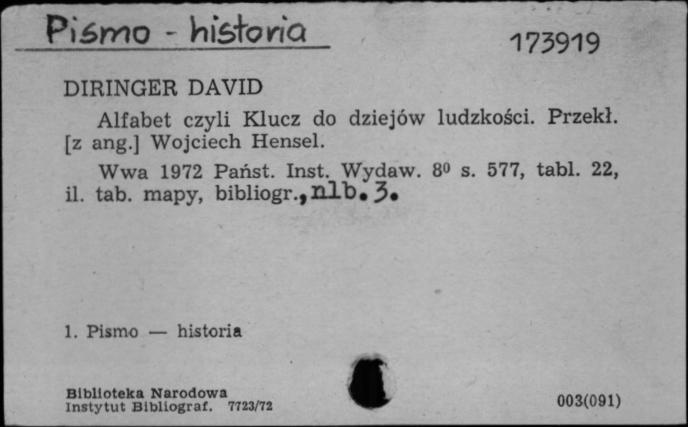 Pismo - historia
173919
DIRINGER DAVID
Alfabet czyli Klucz do dziejów ludzkości. Przekł.
[z ang.] Wojciech Hensel.
Wwa 1972 Państ. Inst. Wydaw. 8⁰ s. 577, tabl. 22,
il. tab. mapy, bibliogr., nlb. 3.
1. Pismo — historia
Biblioteka Narodowa
Instytut Bibliograf. 7723/72
003(091)